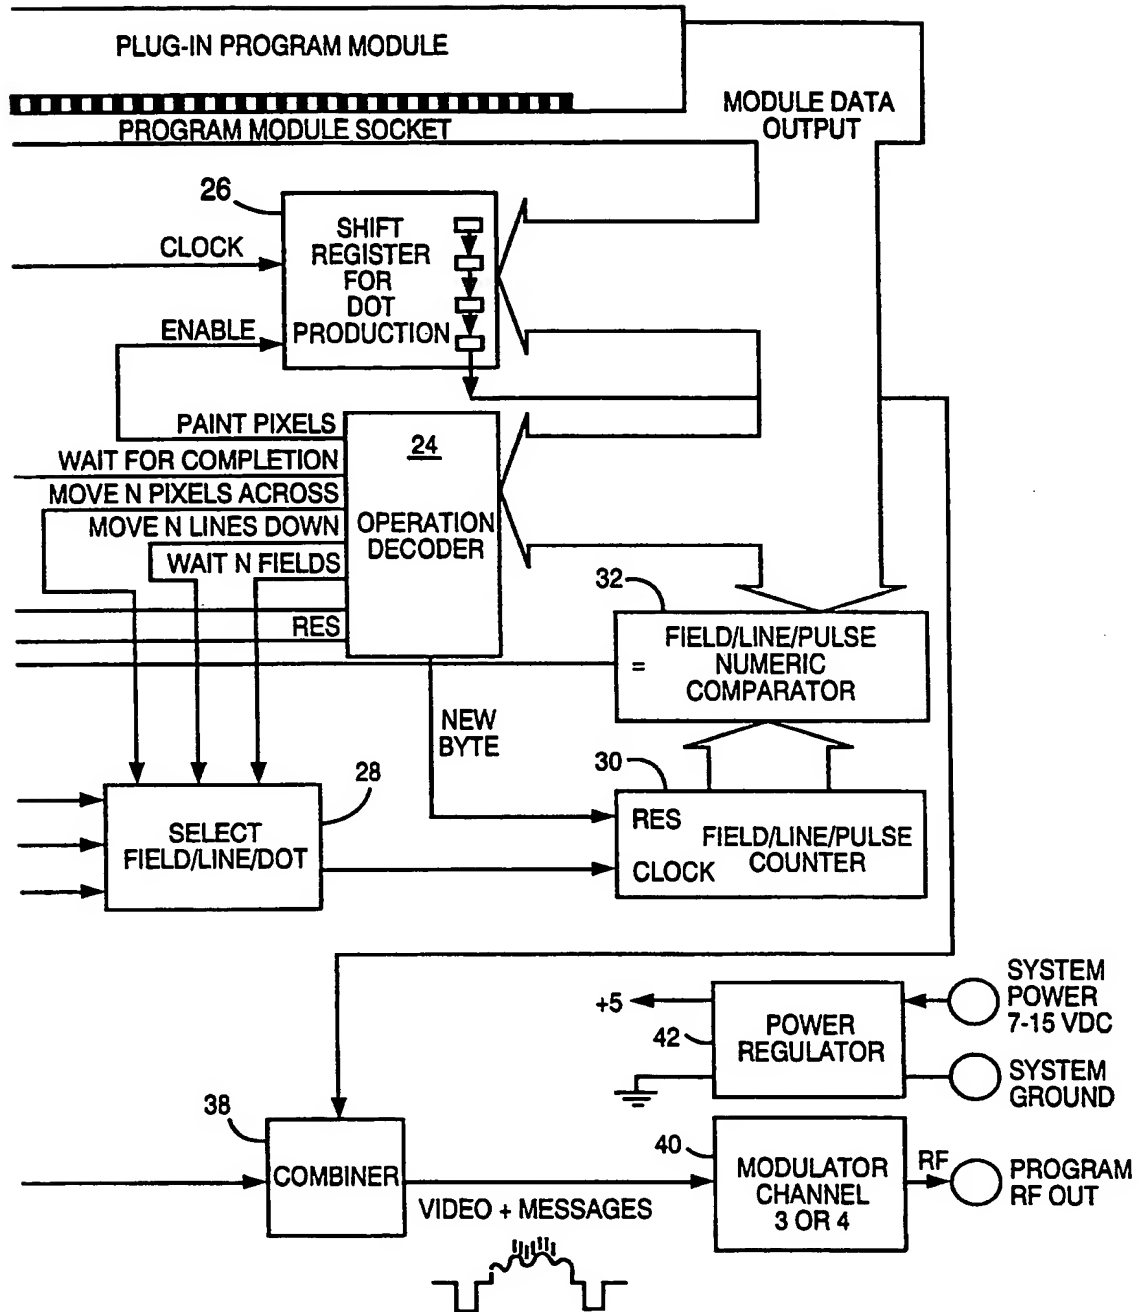 PLUG-IN PROGRAM MODULE
MODULE DATA
OUTPUT
PROGRAM MODULE SOCKET
26
SHIFT
REGISTER
FOR
DOT
PRODUCTION
CLOCK
ENABLE
PAINT PIXELS
WAIT FOR COMPLETION
MOVE N PIXELS ACROSS
MOVE N LINES DOWN
WAIT N FIELDS
RES
24
OPERATION
DECODER
32
=
FIELD/LINE/PULSE
NUMERIC
COMPARATOR
NEW
BYTE
28
SELECT
FIELD/LINE/DOT
30
RES
CLOCK
FIELD/LINE/PULSE
COUNTER
+5
42
POWER
REGULATOR
SYSTEM
POWER
7-15 VDC
SYSTEM
GROUND
38
COMBINER
VIDEO + MESSAGES
40
MODULATOR
CHANNEL
3 OR 4
RF
PROGRAM
RF OUT